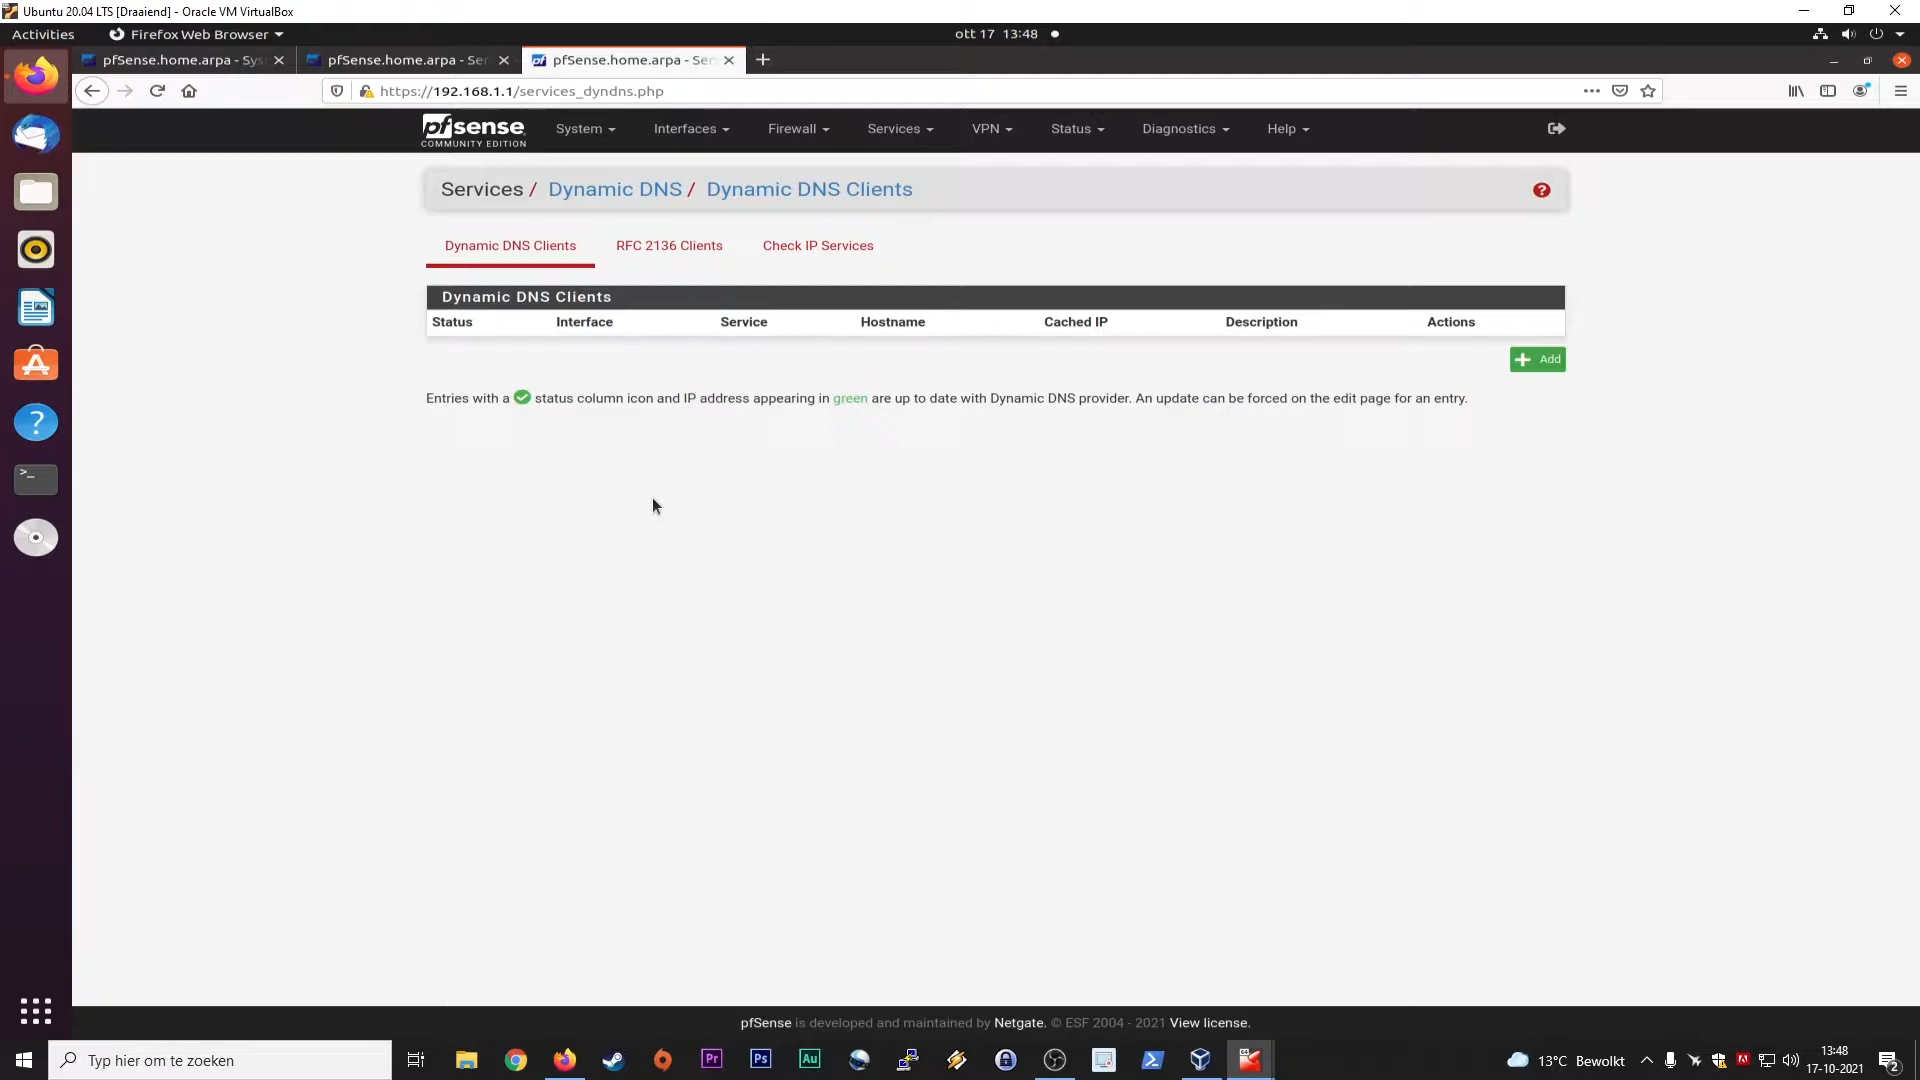 Ubuntu 20.04 LTS [Draaiend] - Oracle VM VirtualBox
Activities Firefox Web Browser ott 17 13:48
pfSense.home.arpa - Sys pfSense.home.arpa - Ser pfSense.home.arpa - Ser
https://192.168.1.1/services_dyndns.php
pfsense COMMUNITY EDITION System Interfaces Firewall Services VPN Status Diagnostics Help
Services / Dynamic DNS / Dynamic DNS Clients
Dynamic DNS Clients RFC 2136 Clients Check IP Services
Dynamic DNS Clients
Status Interface Service Hostname Cached IP Description Actions
Add
Entries with a status column icon and IP address appearing in green are up to date with Dynamic DNS provider. An update can be forced on the edit page for an entry.
pfSense is developed and maintained by Netgate. © ESF 2004 - 2021 View license.
Typ hier om te zoeken Pr Ps Au 13°C Bewolkt 13:48
17-10-2021 2